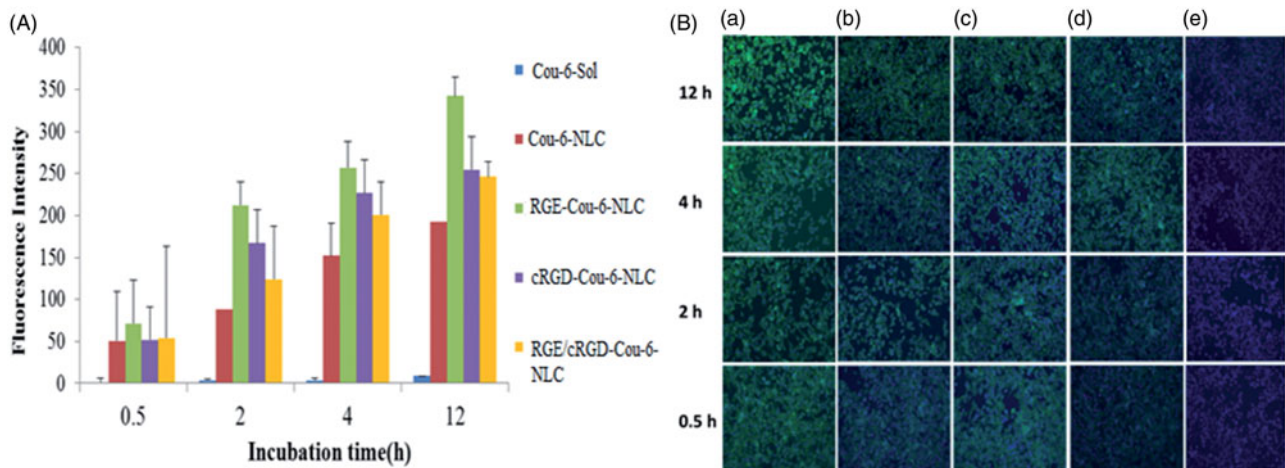 (A)
400
350
300
250
200
150
100
50
0
Fluorescence Intensity
0.5 2 4 12
Incubation time(h)
Cou-6-Sol
Cou-6-NLC
RGE-Cou-6-NLC
cRGD-Cou-6-NLC
RGE/cRGD-Cou-6-
NLC
(B)
(a) (b) (c) (d) (e)
12 h
4 h
2 h
0.5 h